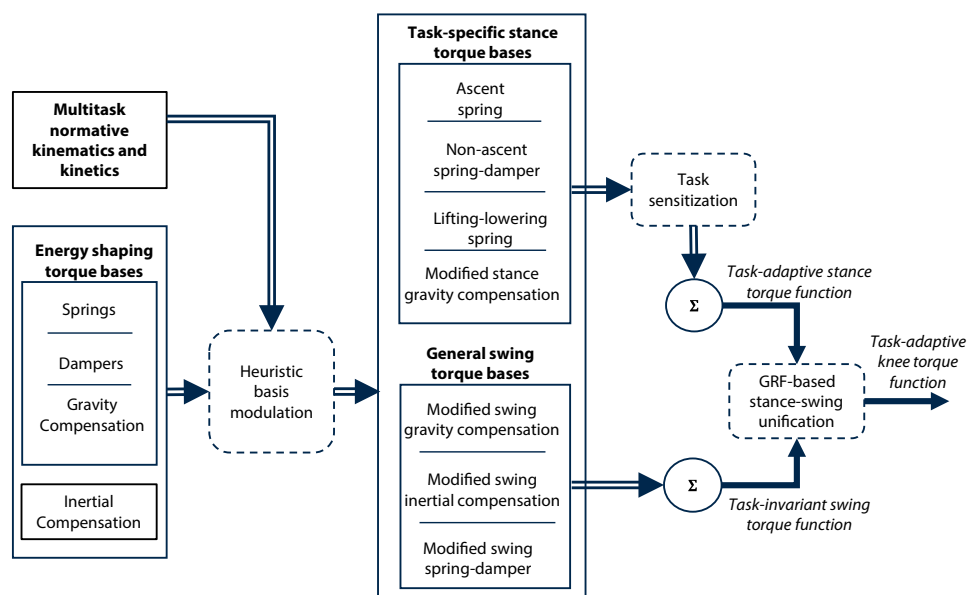 Multitask
normative
kinematics and
kinetics
Energy shaping
torque bases
Springs
Dampers
Gravity
Compensation
Inertial
Compensation
Heuristic
basis
modulation
Task-specific stance
torque bases
Ascent
spring
Non-ascent
spring-damper
Lifting-lowering
spring
Modified stance
gravity compensation
General swing
torque bases
Modified swing
gravity compensation
Modified swing
inertial compensation
Modified swing
spring-damper
Task
sensitization
Σ
Task-adaptive stance
torque function
Σ
Task-invariant swing
torque function
GRF-based
stance-swing
unification
Task-adaptive
knee torque
function